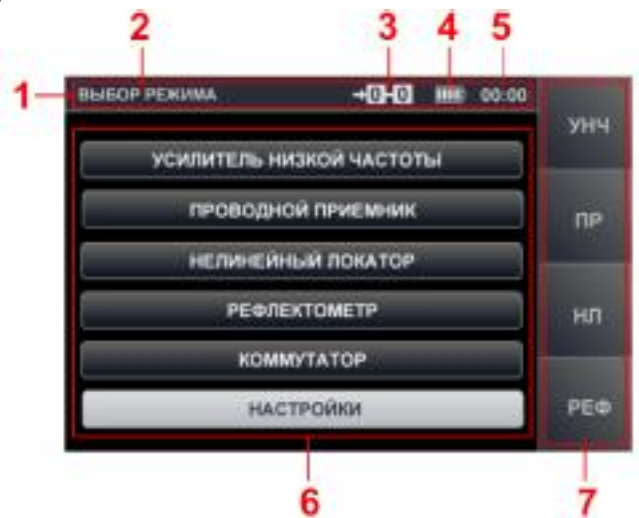 2 3 4 5
1 ВЫБОР РЕЖИМА →0-0 00:00
УСИЛИТЕЛЬ НИЗКОЙ ЧАСТОТЫ
ПРОВОДНОЙ ПРИЕМНИК
НЕЛИНЕЙНЫЙ ЛОКАТОР
РЕФЛЕКТОМЕТР
КОММУТАТОР
НАСТРОЙКИ
УНЧ
ПР
НЛ
РЕФ
6 7